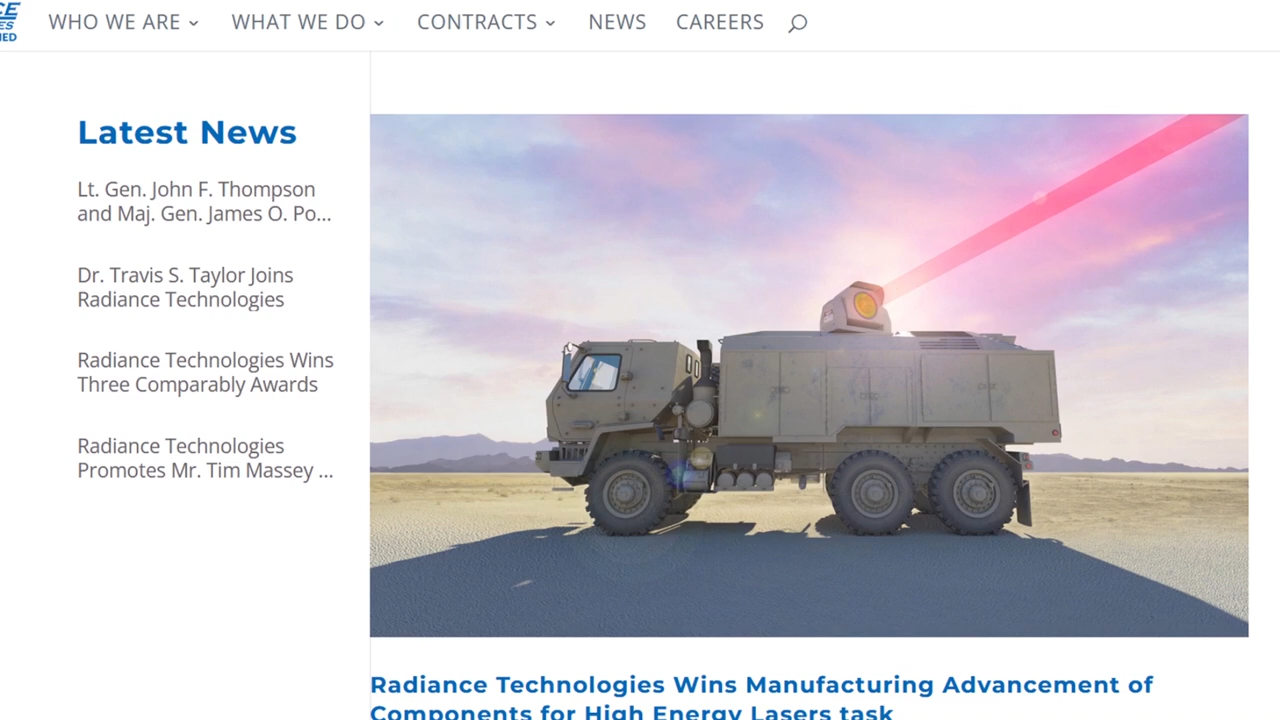 WHO WE ARE
WHAT WE DO
CONTRACTS
NEWS
CAREERS
Latest News
Lt. Gen. John F. Thompson
and Maj. Gen. James O. Po...
Dr. Travis S. Taylor Joins
Radiance Technologies
Radiance Technologies Wins
Three Comparably Awards
Radiance Technologies
Promotes Mr. Tim Massey ...
Radiance Technologies Wins Manufacturing Advancement of
Components for High Energy Lasers task